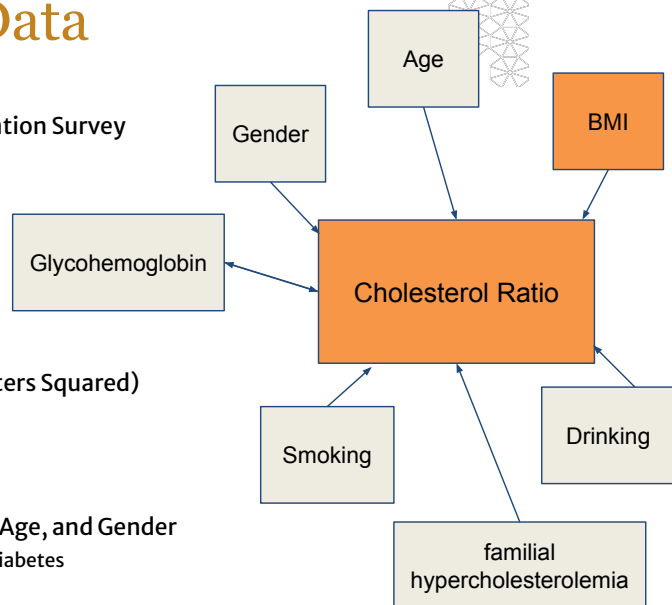 Data
Age
BMI
ation Survey
Gender
Glycohemoglobin
Cholesterol Ratio
ters Squared)
Drinking
Smoking
Age, and Gender
iabetes
familial
hypercholesterolemia